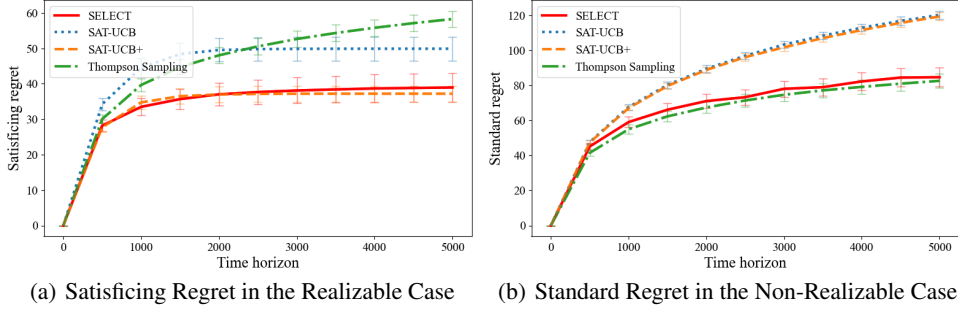 SELECT
SAT-UCB
SAT-UCB+
Thompson Sampling
Satisficing regret
60
50
40
30
20
10
0
0 1000 2000 3000 4000 5000
Time horizon
(a) Satisficing Regret in the Realizable Case
SELECT
SAT-UCB
SAT-UCB+
Thompson Sampling
Standard regret
120
100
80
60
40
20
0
0 1000 2000 3000 4000 5000
Time horizon
(b) Standard Regret in the Non-Realizable Case